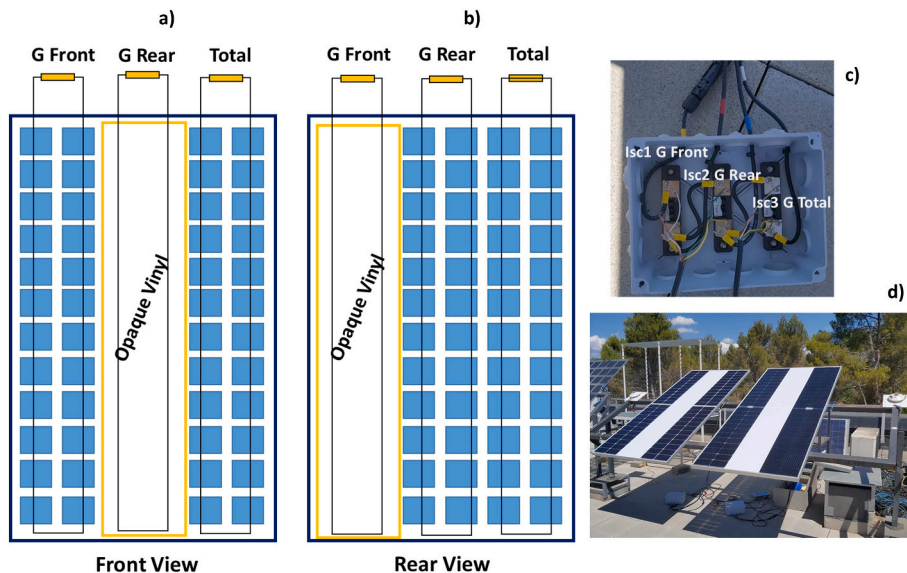 a)
G Front
G Rear
Total
Opaque Vinyl
Front View
b)
G Front
G Rear
Total
Opaque Vinyl
Rear View
c)
Isc1 G Front
Isc2 G Rear
Isc3 G Total
d)